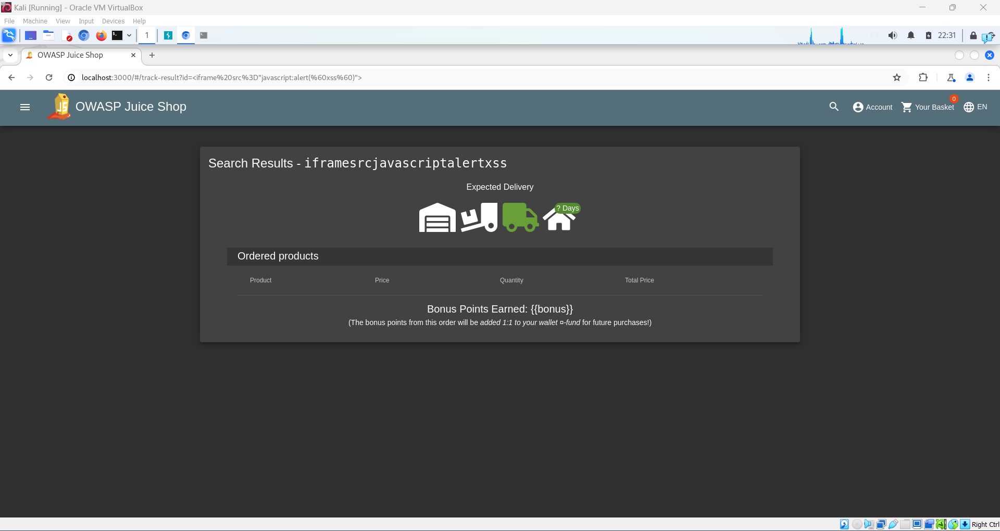 Kali [Running] - Oracle VM VirtualBox
File Machine View Input Devices Help
1
22:31
OWASP Juice Shop
localhost:3000/#/track-result?id=<iframe%20src%3D"javascript:alert(%60xss%60)">
OWASP Juice Shop
Account
Your Basket
0
EN
Search Results - iframesrcjavascriptalertxss
Expected Delivery
? Days
Ordered products
Product Price Quantity Total Price
Bonus Points Earned: {{bonus}}
(The bonus points from this order will be added 1:1 to your wallet ¤-fund for future purchases!)
Right Ctrl